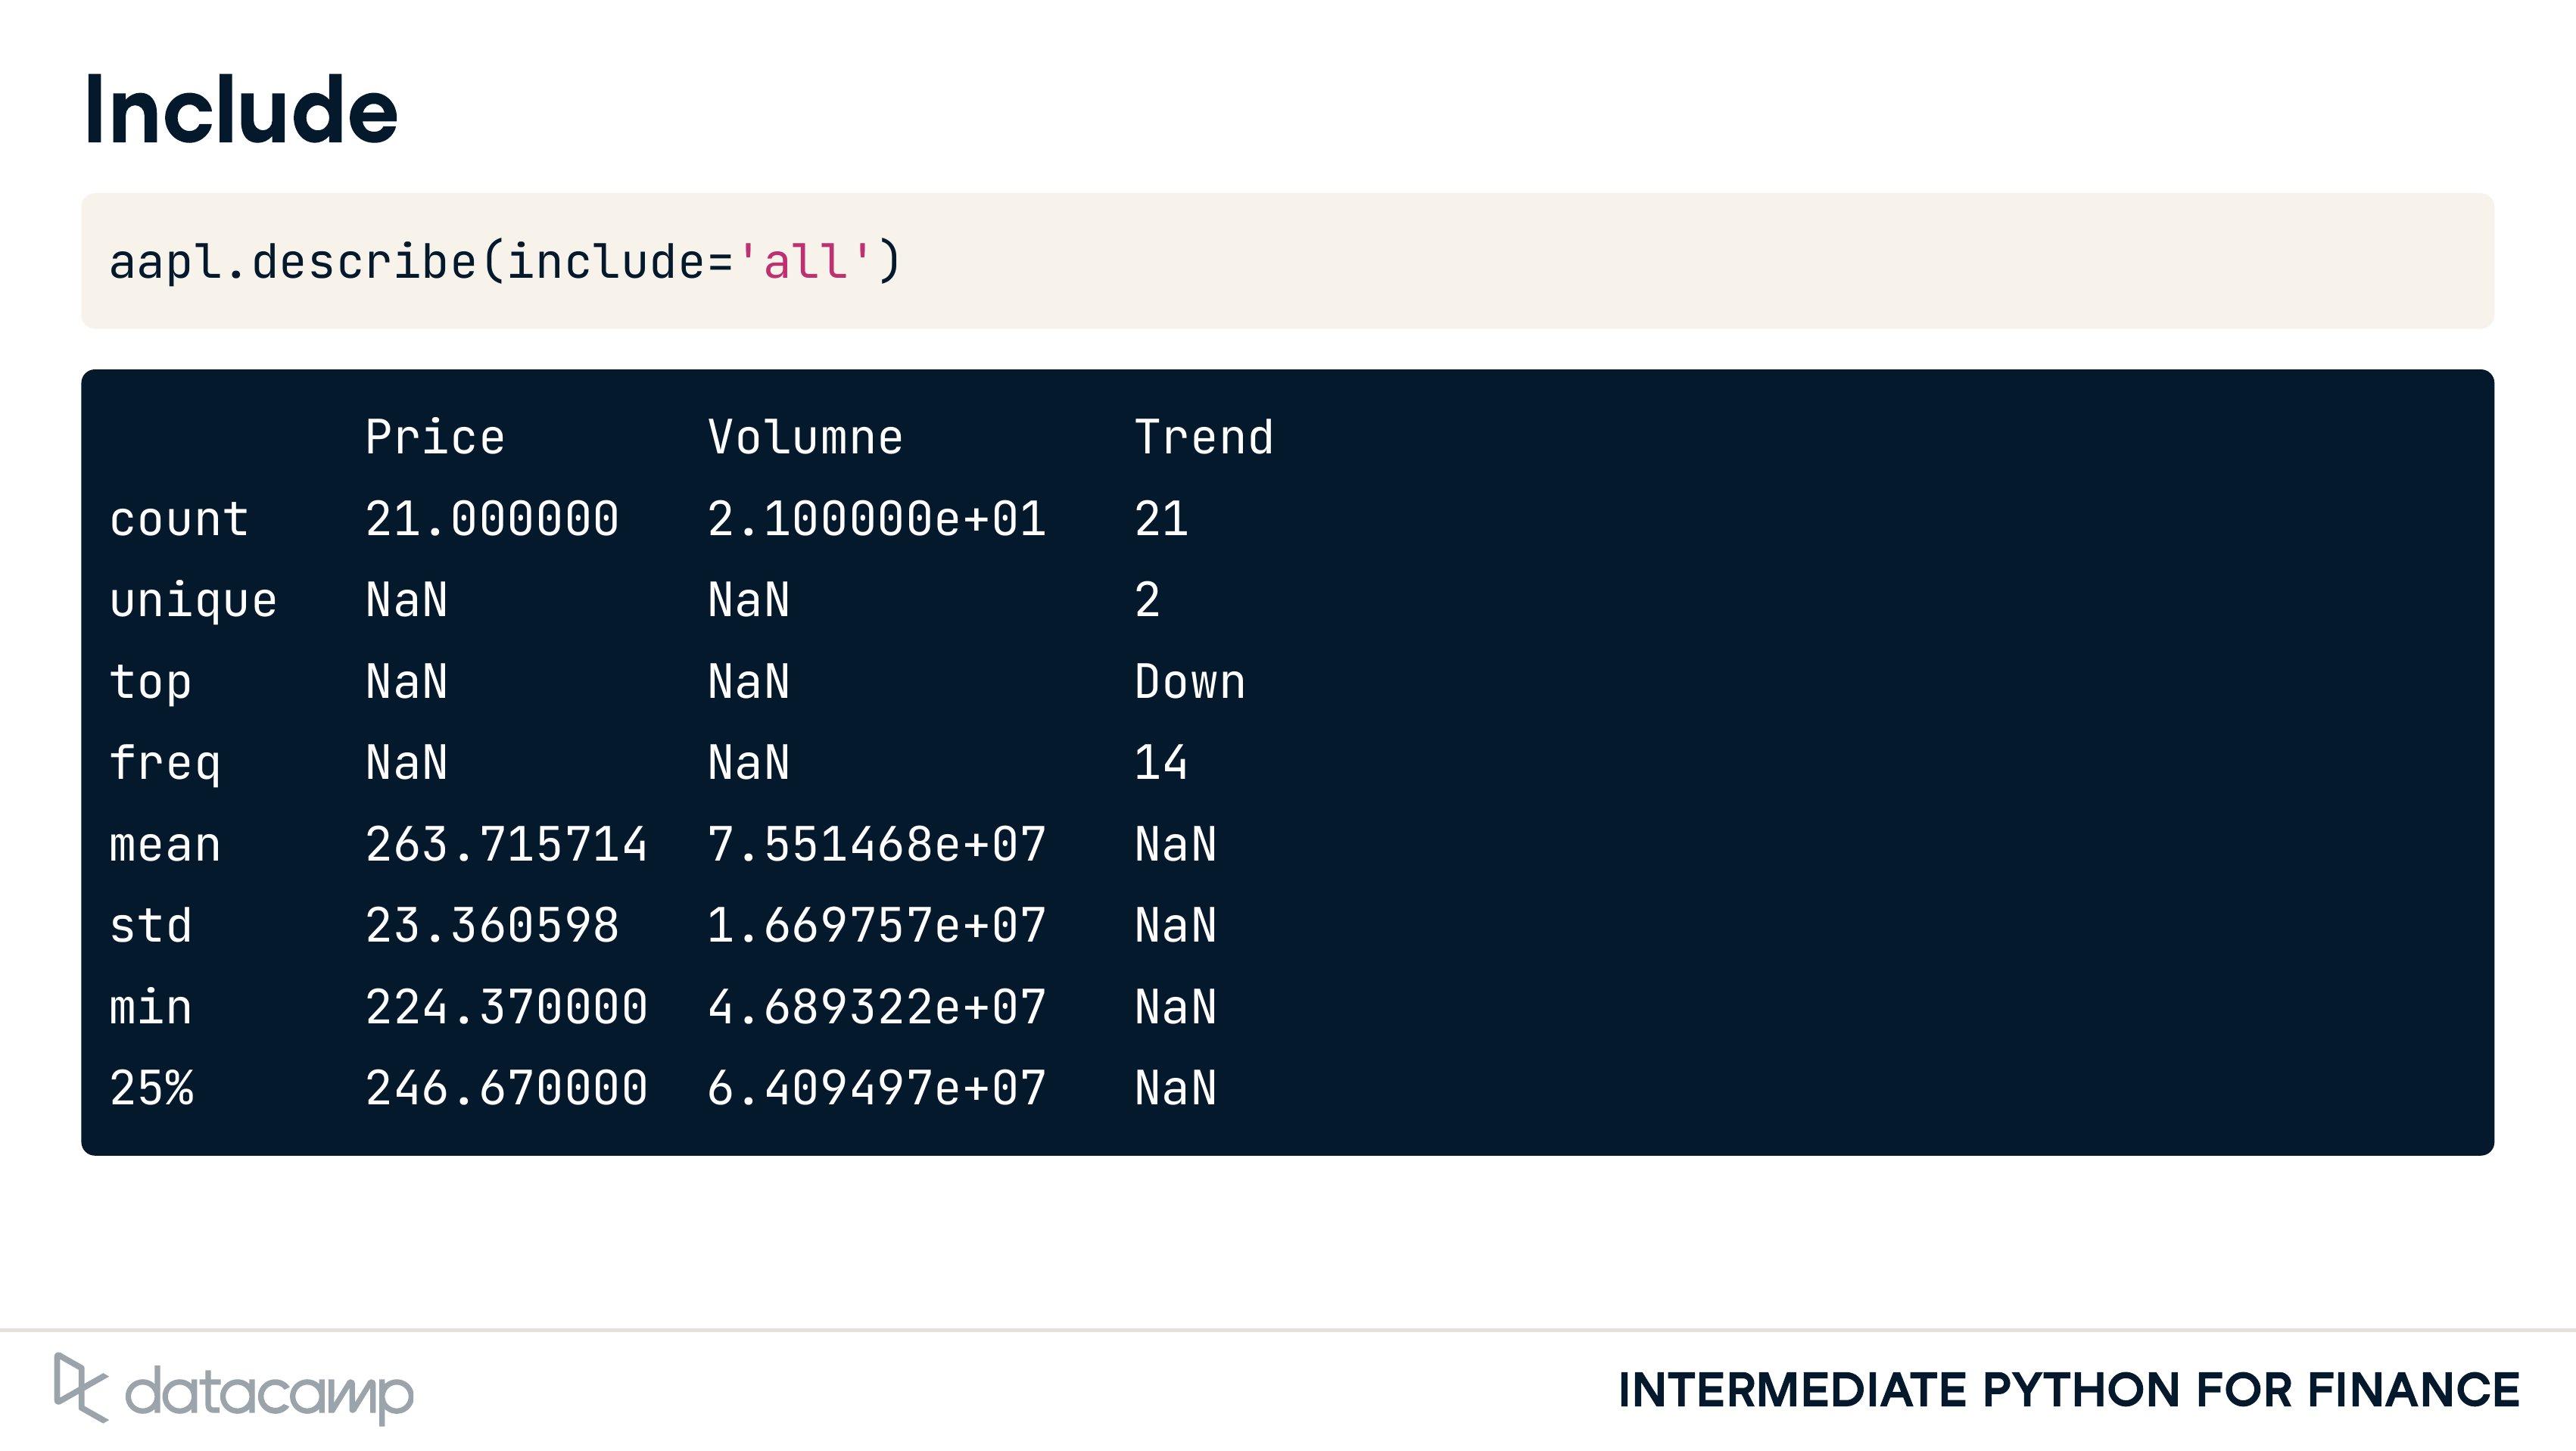 Include
aapl.describe(include='all')
Price Volumne Trend
count 21.000000 2.100000e+01 21
unique NaN NaN 2
top NaN NaN Down
freq NaN NaN 14
mean 263.715714 7.551468e+07 NaN
std 23.360598 1.669757e+07 NaN
min 224.370000 4.689322e+07 NaN
25% 246.670000 6.409497e+07 NaN
datacamp
INTERMEDIATE PYTHON FOR FINANCE